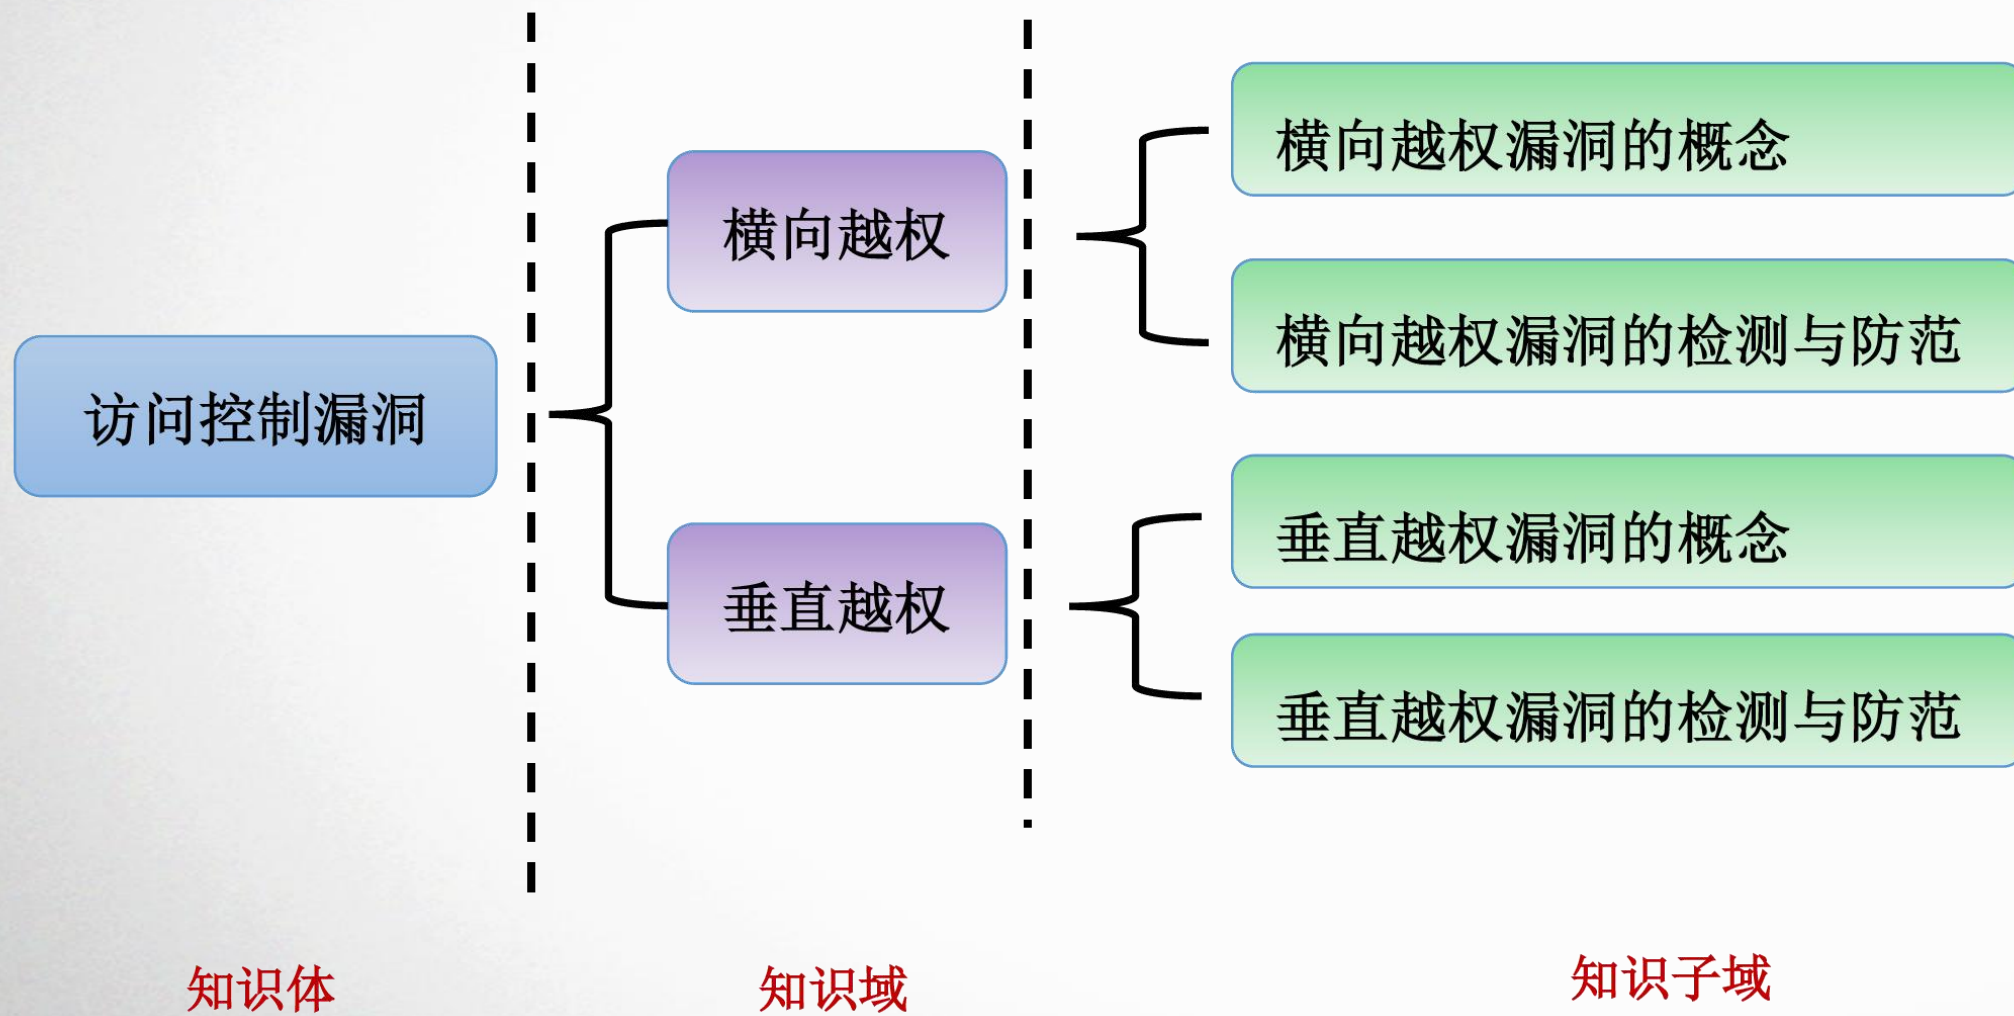 访问控制漏洞
横向越权
垂直越权
横向越权漏洞的概念
横向越权漏洞的检测与防范
垂直越权漏洞的概念
垂直越权漏洞的检测与防范
知识体
知识域
知识子域